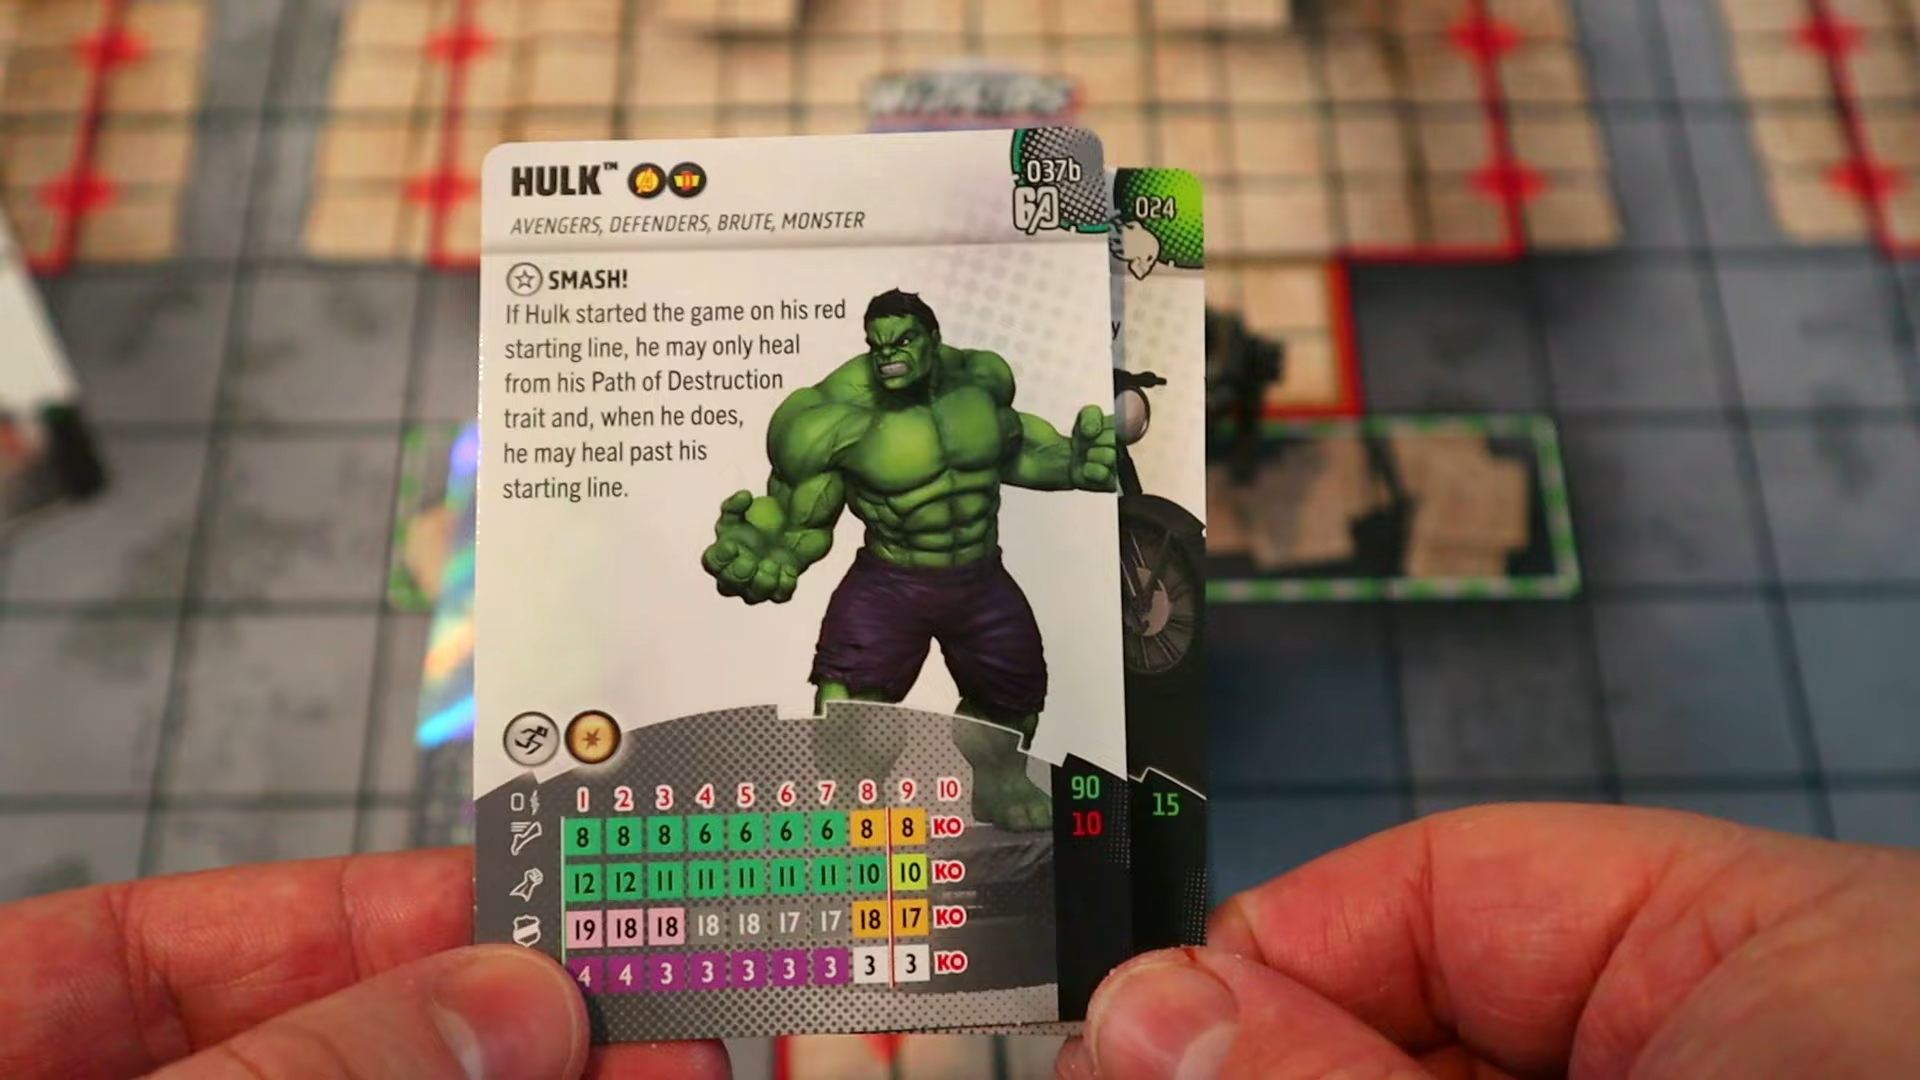 HULK™
037b
60
AVENGERS, DEFENDERS, BRUTE, MONSTER
024
SMASH!
If Hulk started the game on his red
starting line, he may only heal
from his Path of Destruction
trait and, when he does,
he may heal past his
starting line.
y
0 1 2 3 4 5 6 7 8 9 10
8 8 8 6 6 6 6 8 8 KO
12 12 11 11 11 11 11 10 10 KO
19 18 18 18 18 17 17 18 17 KO
4 4 3 3 3 3 3 3 3 KO
90
10
15